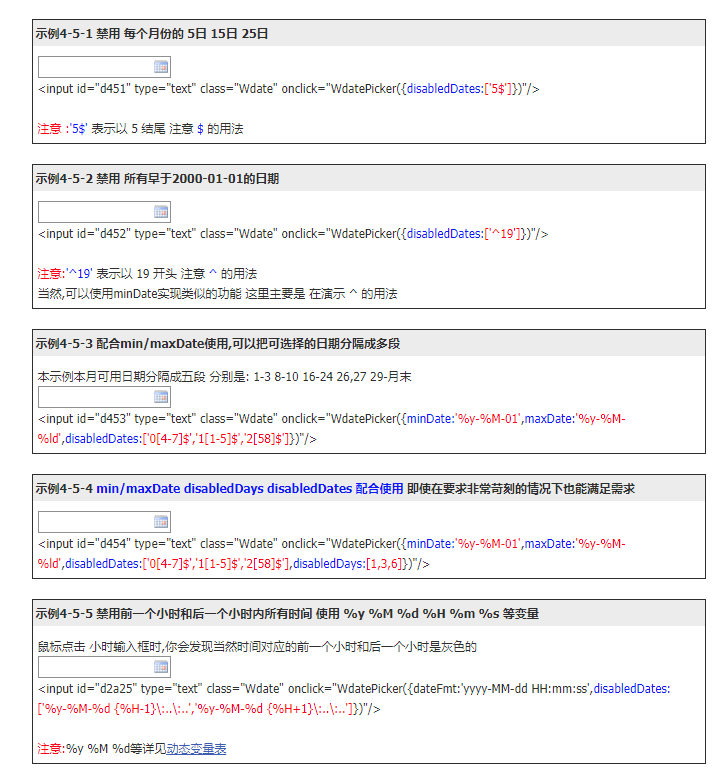 示例4-5-1 禁用 每个月份的 5日 15日 25日
<input id="d451" type="text" class="Wdate" onclick="WdatePicker({disabledDates:['5$']})"/>
注意 :'5$' 表示以 5 结尾 注意 $ 的用法
示例4-5-2 禁用 所有早于2000-01-01的日期
<input id="d452" type="text" class="Wdate" onclick="WdatePicker({disabledDates:['^19']})"/>
注意:'^19' 表示以 19 开头 注意 ^ 的用法
当然,可以使用minDate实现类似的功能 这里主要是 在演示 ^ 的用法
示例4-5-3 配合min/maxDate使用,可以把可选择的日期分隔成多段
本示例本月可用日期分隔成五段 分别是: 1-3 8-10 16-24 26,27 29-月末
<input id="d453" type="text" class="Wdate" onclick="WdatePicker({minDate:'%y-%M-01',maxDate:'%y-%M-
%ld',disabledDates:['0[4-7]$','1[1-5]$','2[58]$']})"/>
示例4-5-4 min/maxDate disabledDays disabledDates 配合使用 即使在要求非常苛刻的情况下也能满足需求
<input id="d454" type="text" class="Wdate" onclick="WdatePicker({minDate:'%y-%M-01',maxDate:'%y-%M-
%ld',disabledDates:['0[4-7]$','1[1-5]$','2[58]$'],disabledDays:[1,3,6]})"/>
示例4-5-5 禁用前一个小时和后一个小时内所有时间 使用 %y %M %d %H %m %s 等变量
鼠标点击 小时输入框时,你会发现当然时间对应的前一个小时和后一个小时是灰色的
<input id="d2a25" type="text" class="Wdate" onclick="WdatePicker({dateFmt:'yyyy-MM-dd HH:mm:ss',disabledDates:
['%y-%M-%d {%H-1}\:..\:..','%y-%M-%d {%H+1}\:..\:..']})"/>
注意:%y %M %d等详见动态变量表